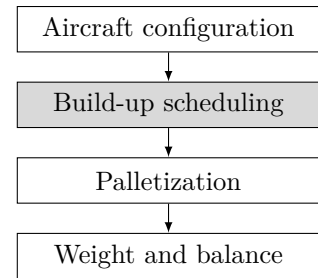 Aircraft configuration
Build-up scheduling
Palletization
Weight and balance